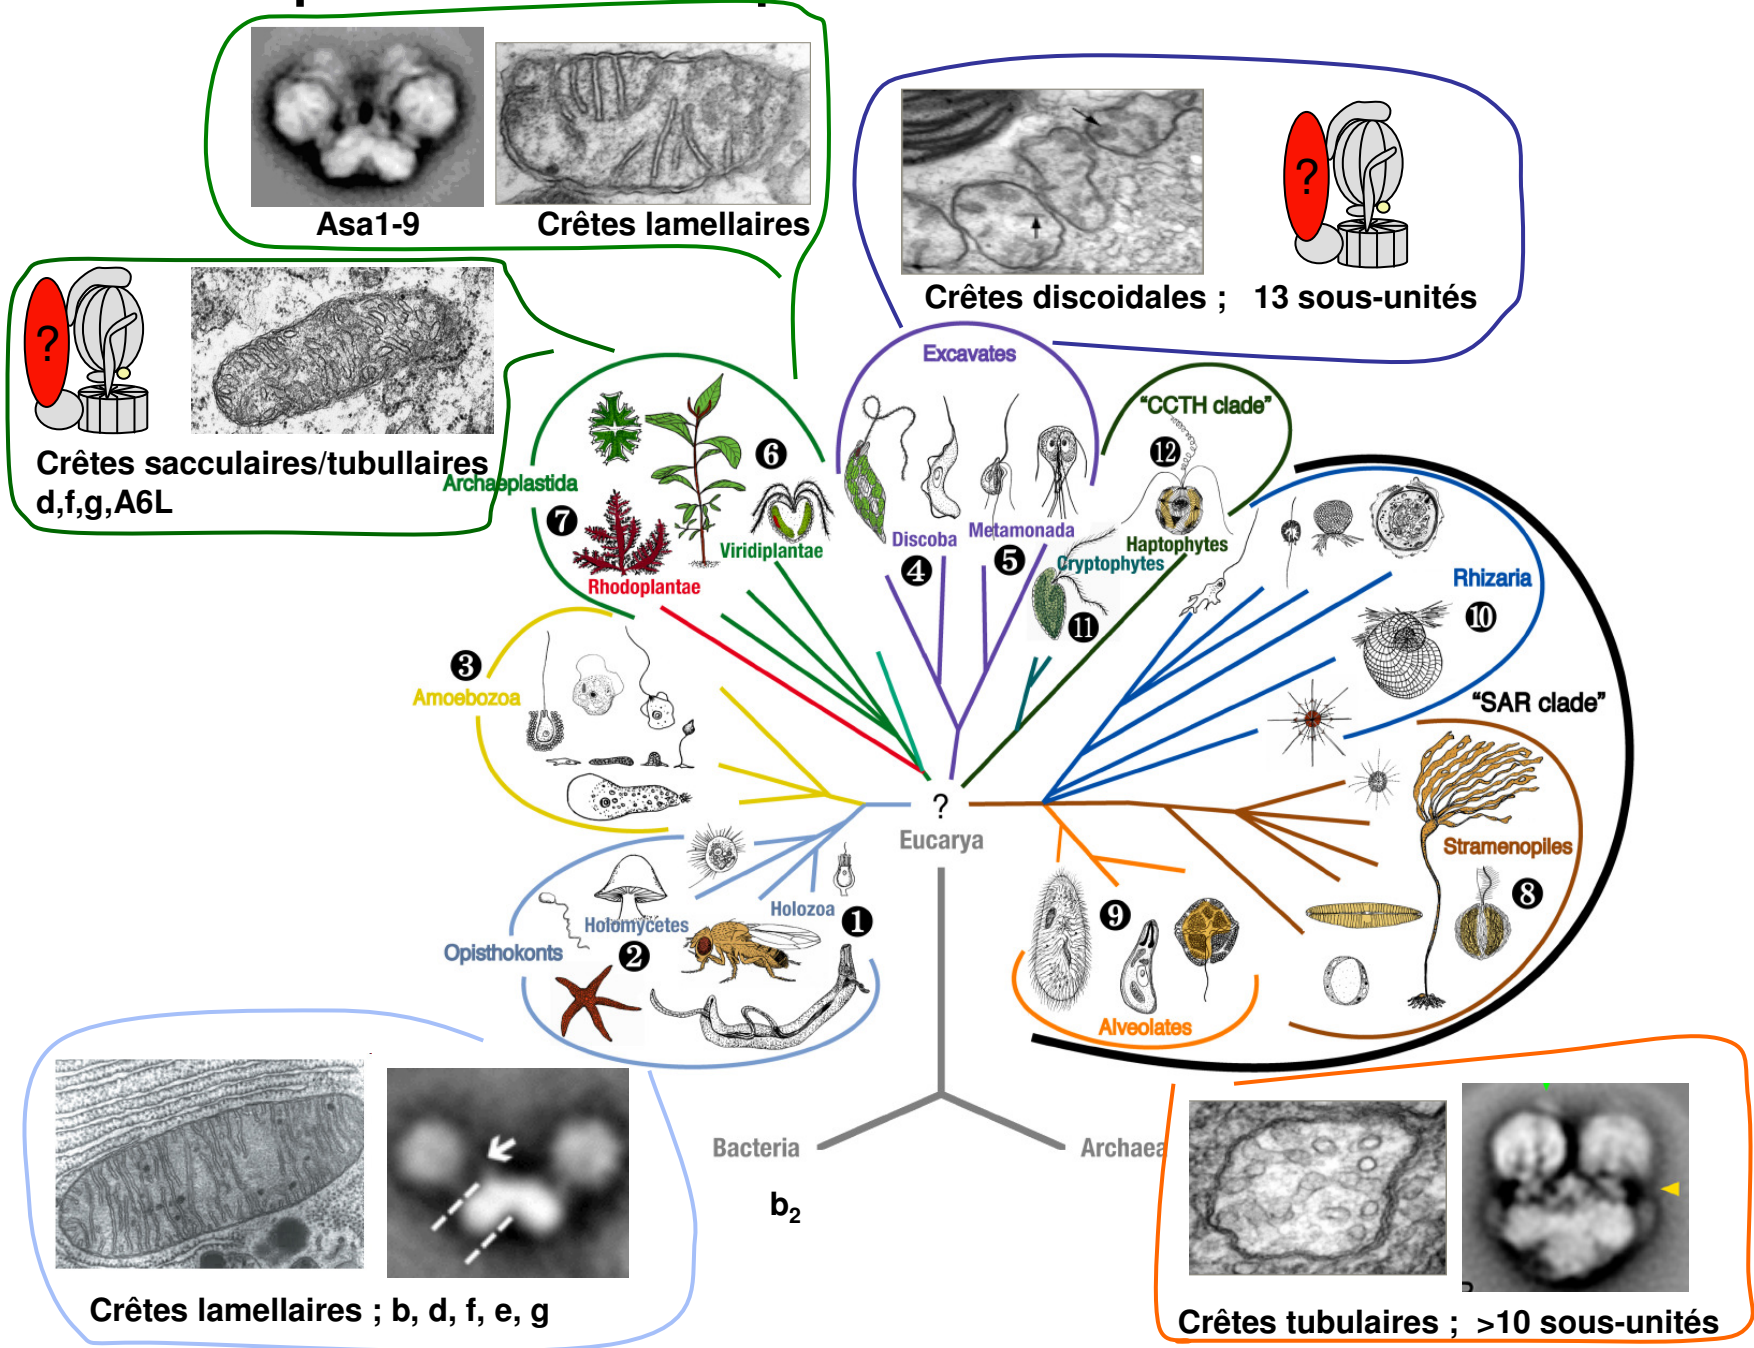 Asa1-9
Crêtes lamellaires
?
Crêtes discoidales ; 13 sous-unités
?
Crêtes sacculaires/tubullaires
d,f,g,A6L
Excavates
“CCTH clade”
Archaeplastida
6
12
7
Viridiplantae
Rhodoplantae
Discoba
Metamonada
4
5
Haptophytes
Cryptophytes
11
Rhizaria
10
3
Amoebozoa
“SAR clade”
?
Eucarya
Stramenopiles
8
Holozoa
1
Holomycetes
Opisthokonts
2
9
Alveolates
Bacteria
Archaea
b2
Crêtes lamellaires ; b, d, f, e, g
Crêtes tubulaires ; >10 sous-unités